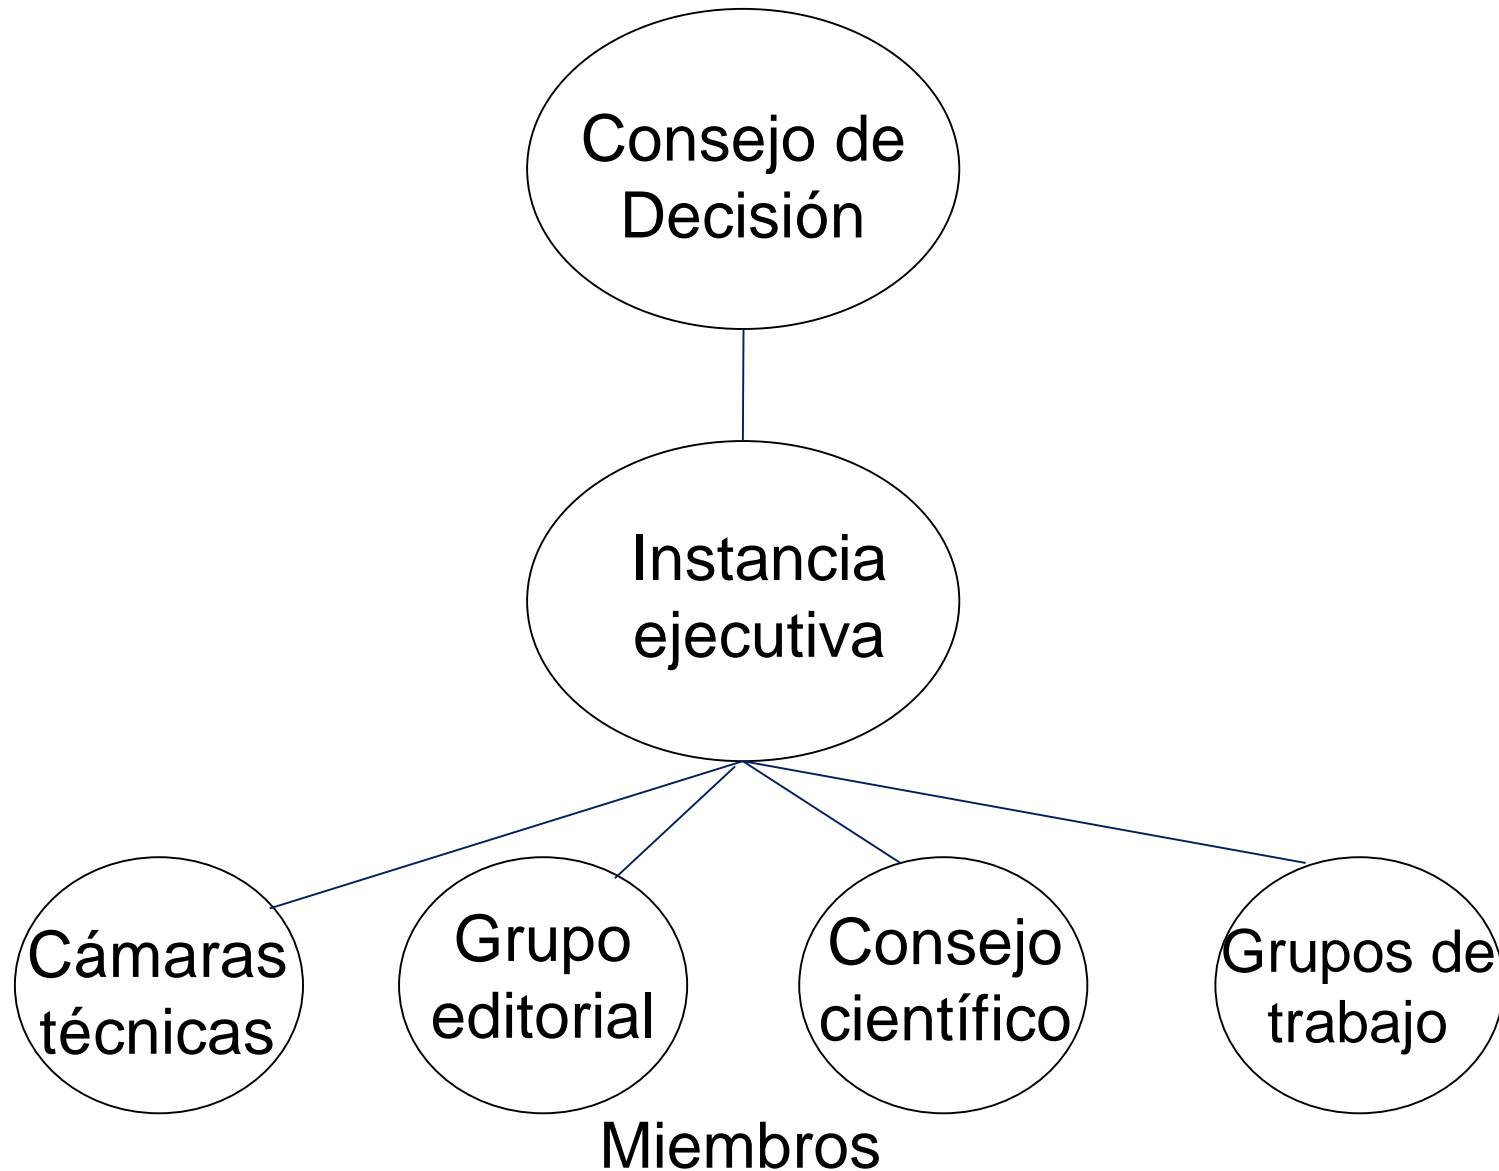 Consejo de
Decisión
Instancia
ejecutiva
Cámaras
técnicas
Grupo
editorial
Consejo
científico
Grupos de
trabajo
Miembros